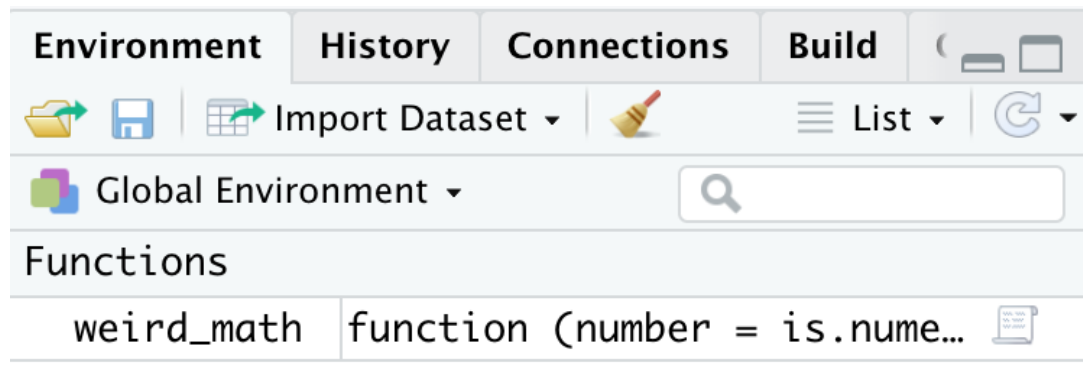 Environment History Connections Build
Import Dataset List
Global Environment
Functions
weird_math function (number = is.nume…